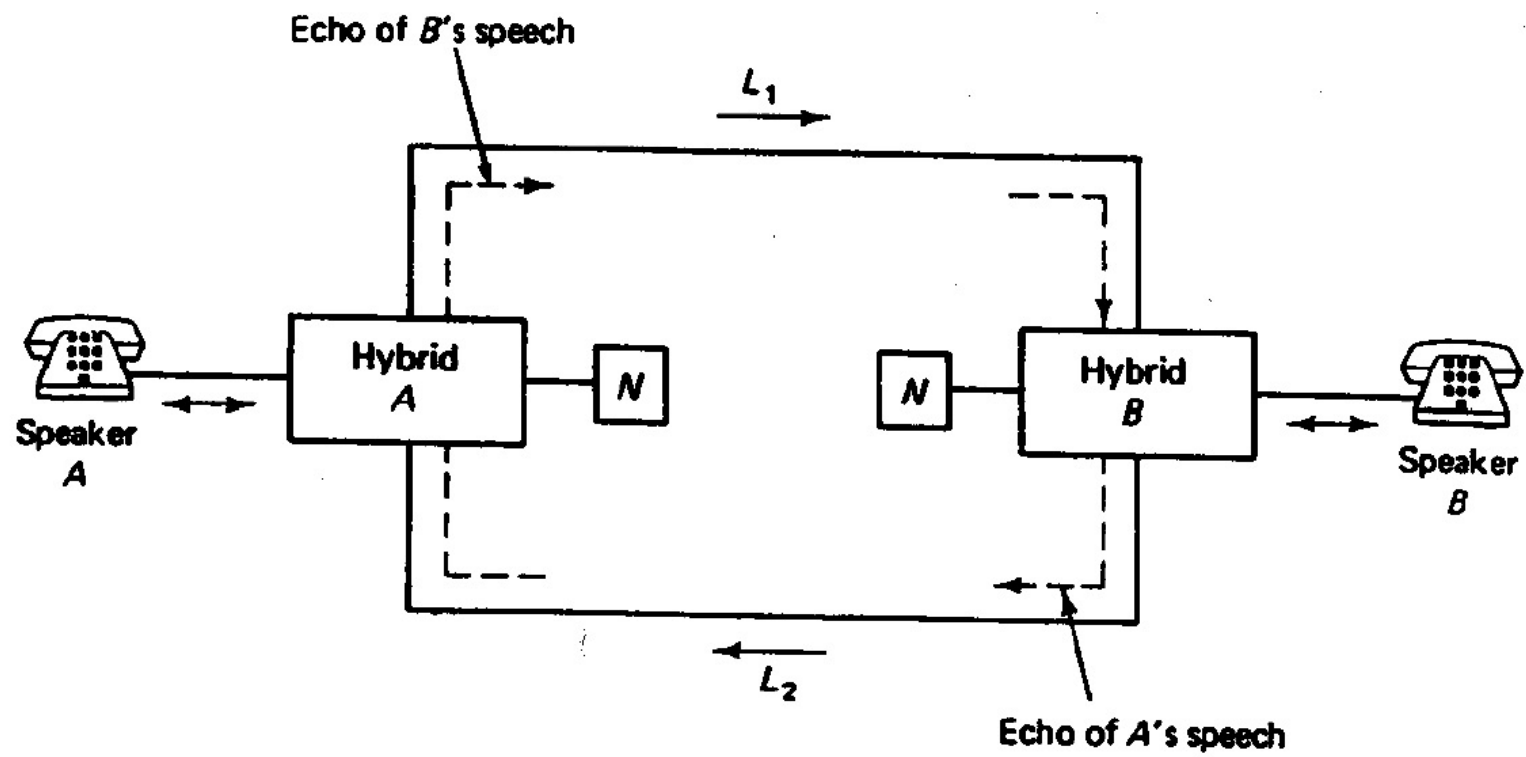 Echo of B's speech
L1
Hybrid
A
N
N
Hybrid
B
Speaker
A
Speaker
B
L2
Echo of A's speech